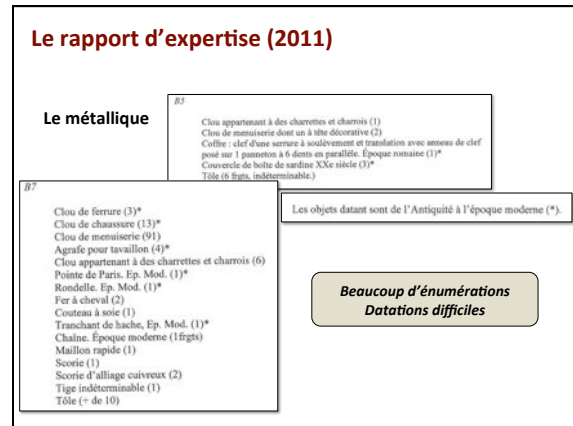 Le rapport d'expertise (2011)
Le métallique
B5
Clou appartenant à des charrettes et charrois (1)
Clou de menuiserie dont un à tête décorative (2)
Coffre : clef d'une serrure à soulèvement et translation avec anneau de clef
posé sur 1 panneton à 6 dents en parallèle. Époque romaine (1)*
Couvercle de boîte de sardine XXe siècle (3)*
Tôle (6 frgts, indéterminable.)
B7
Clou de ferrure (3)*
Clou de chaussure (13)*
Clou de menuiserie (91)
Agrafe pour tavaillon (4)*
Clou appartenant à des charrettes et charrois (6)
Pointe de Paris. Ep. Mod. (1)*
Rondelle. Ep. Mod. (1)*
Fer à cheval (2)
Couteau à soie (1)
Tranchant de hache, Ep. Mod. (1)*
Chaîne. Époque moderne (1frgts)
Maillon rapide (1)
Scorie (1)
Scorie d'alliage cuivreux (2)
Tige indéterminable (1)
Tôle (+ de 10)
Les objets datant sont de l'Antiquité à l'époque moderne (*).
Beaucoup d'énumérations
Datations difficiles